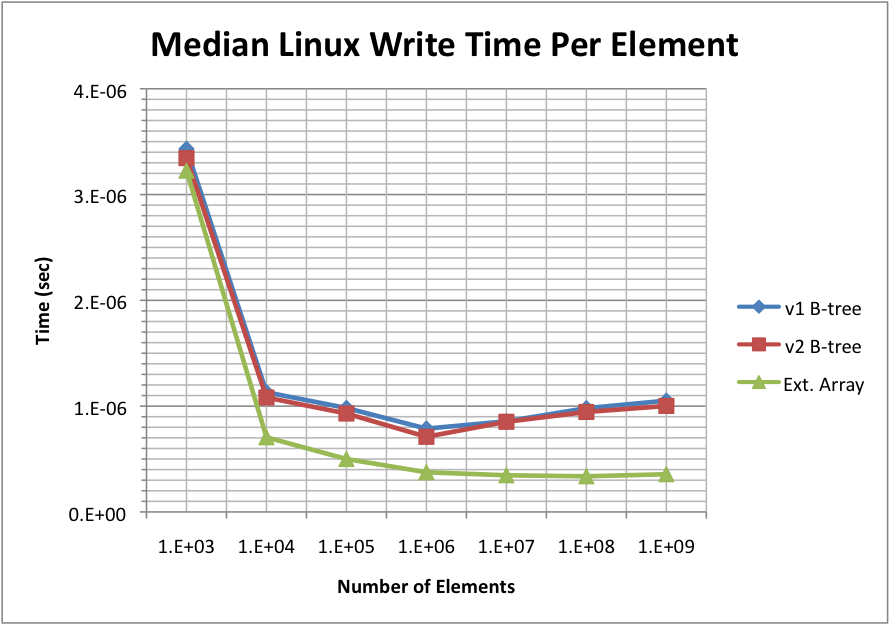 Median Linux Write Time Per Element
4.E-06
3.E-06
2.E-06
1.E-06
0.E+00
Time (sec)
1.E+03 1.E+04 1.E+05 1.E+06 1.E+07 1.E+08 1.E+09
Number of Elements
v1 B-tree
v2 B-tree
Ext. Array